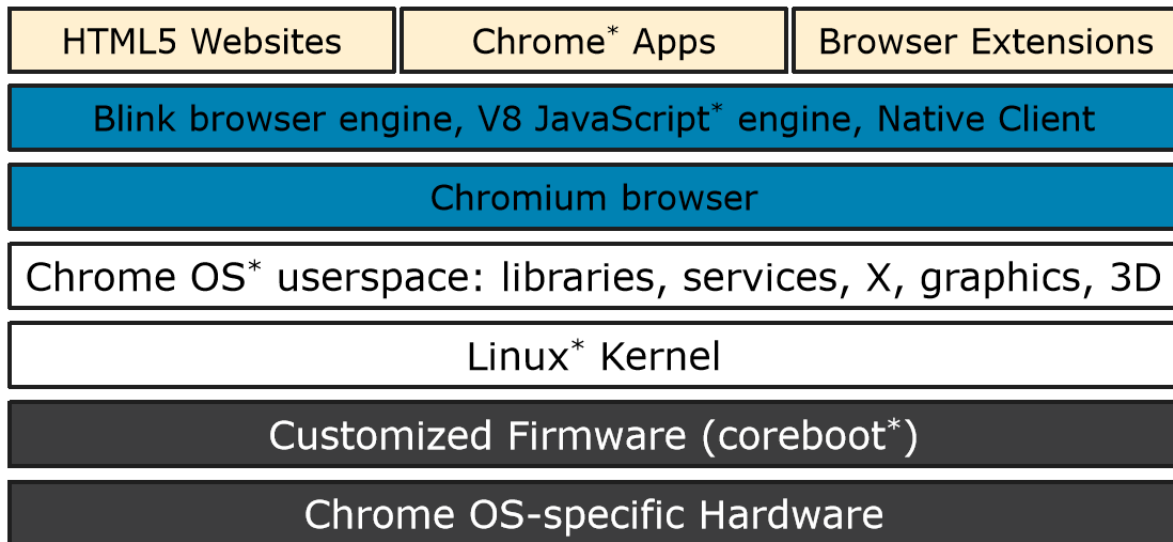 HTML5 Websites
Chrome* Apps
Browser Extensions
Blink browser engine, V8 JavaScript* engine, Native Client
Chromium browser
Chrome OS* userspace: libraries, services, X, graphics, 3D
Linux* Kernel
Customized Firmware (coreboot*)
Chrome OS-specific Hardware